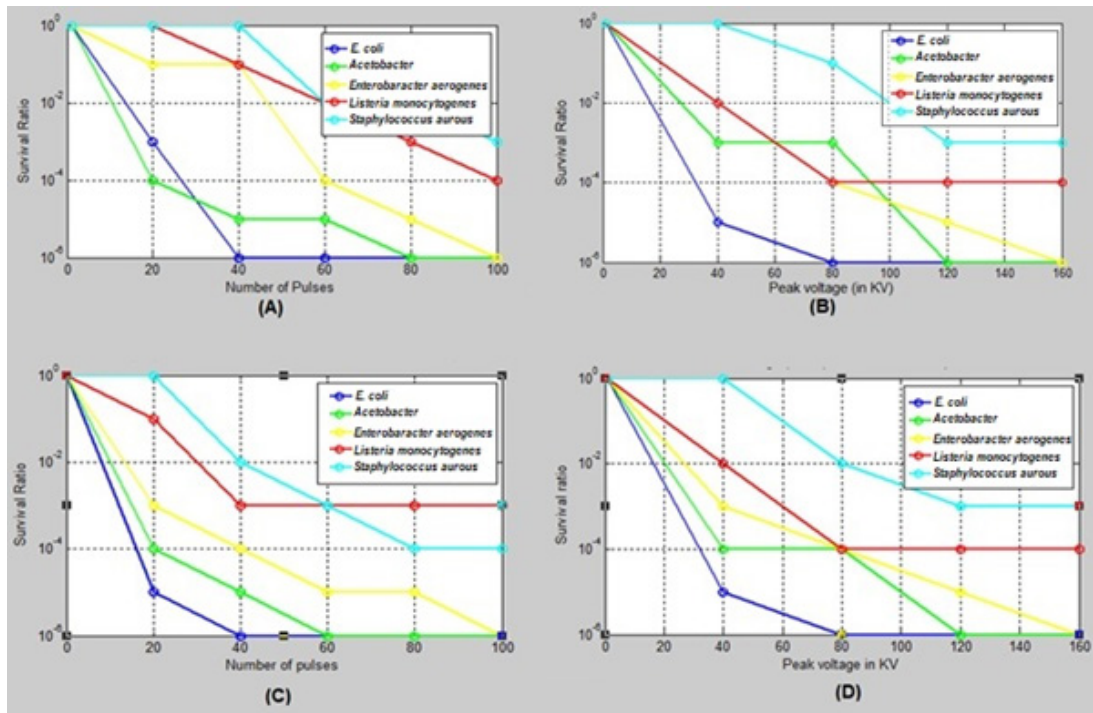 10^0
10^-2
10^-4
10^-6
Survival Ratio
0 20 40 60 80 100
Number of Pulses
E. coli
Acetobacter
Enterobaracter aerogenes
Listeria monocytogenes
Staphylococcus aurous
(A)
10^0
10^-2
10^-4
10^-6
Survival Ratio
0 20 40 60 80 100 120 140 160
Peak voltage (in KV)
E. coli
Acetobacter
Enterobaracter aerogenes
Listeria monocytogenes
Staphylococcus aurous
(B)
10^0
10^-2
10^-4
10^-6
Survival Ratio
0 20 40 60 80 100
Number of pulses
E. coli
Acetobacter
Enterobaracter aerogenes
Listeria monocytogenes
Staphylococcus aurous
(C)
10^0
10^-2
10^-4
10^-6
Survival ratio
0 20 40 60 80 100 120 140 160
Peak voltage in KV
E. coli
Acetobacter
Enterobaracter aerogenes
Listeria monocytogenes
Staphylococcus aurous
(D)